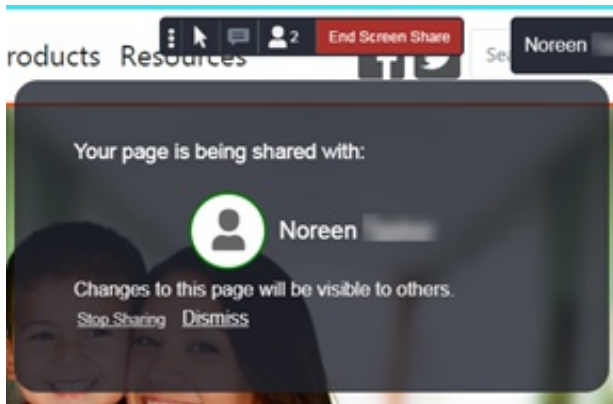 2 End Screen Share
Noreen
roducts Resources
Your page is being shared with:
Noreen
Changes to this page will be visible to others.
Stop Sharing Dismiss